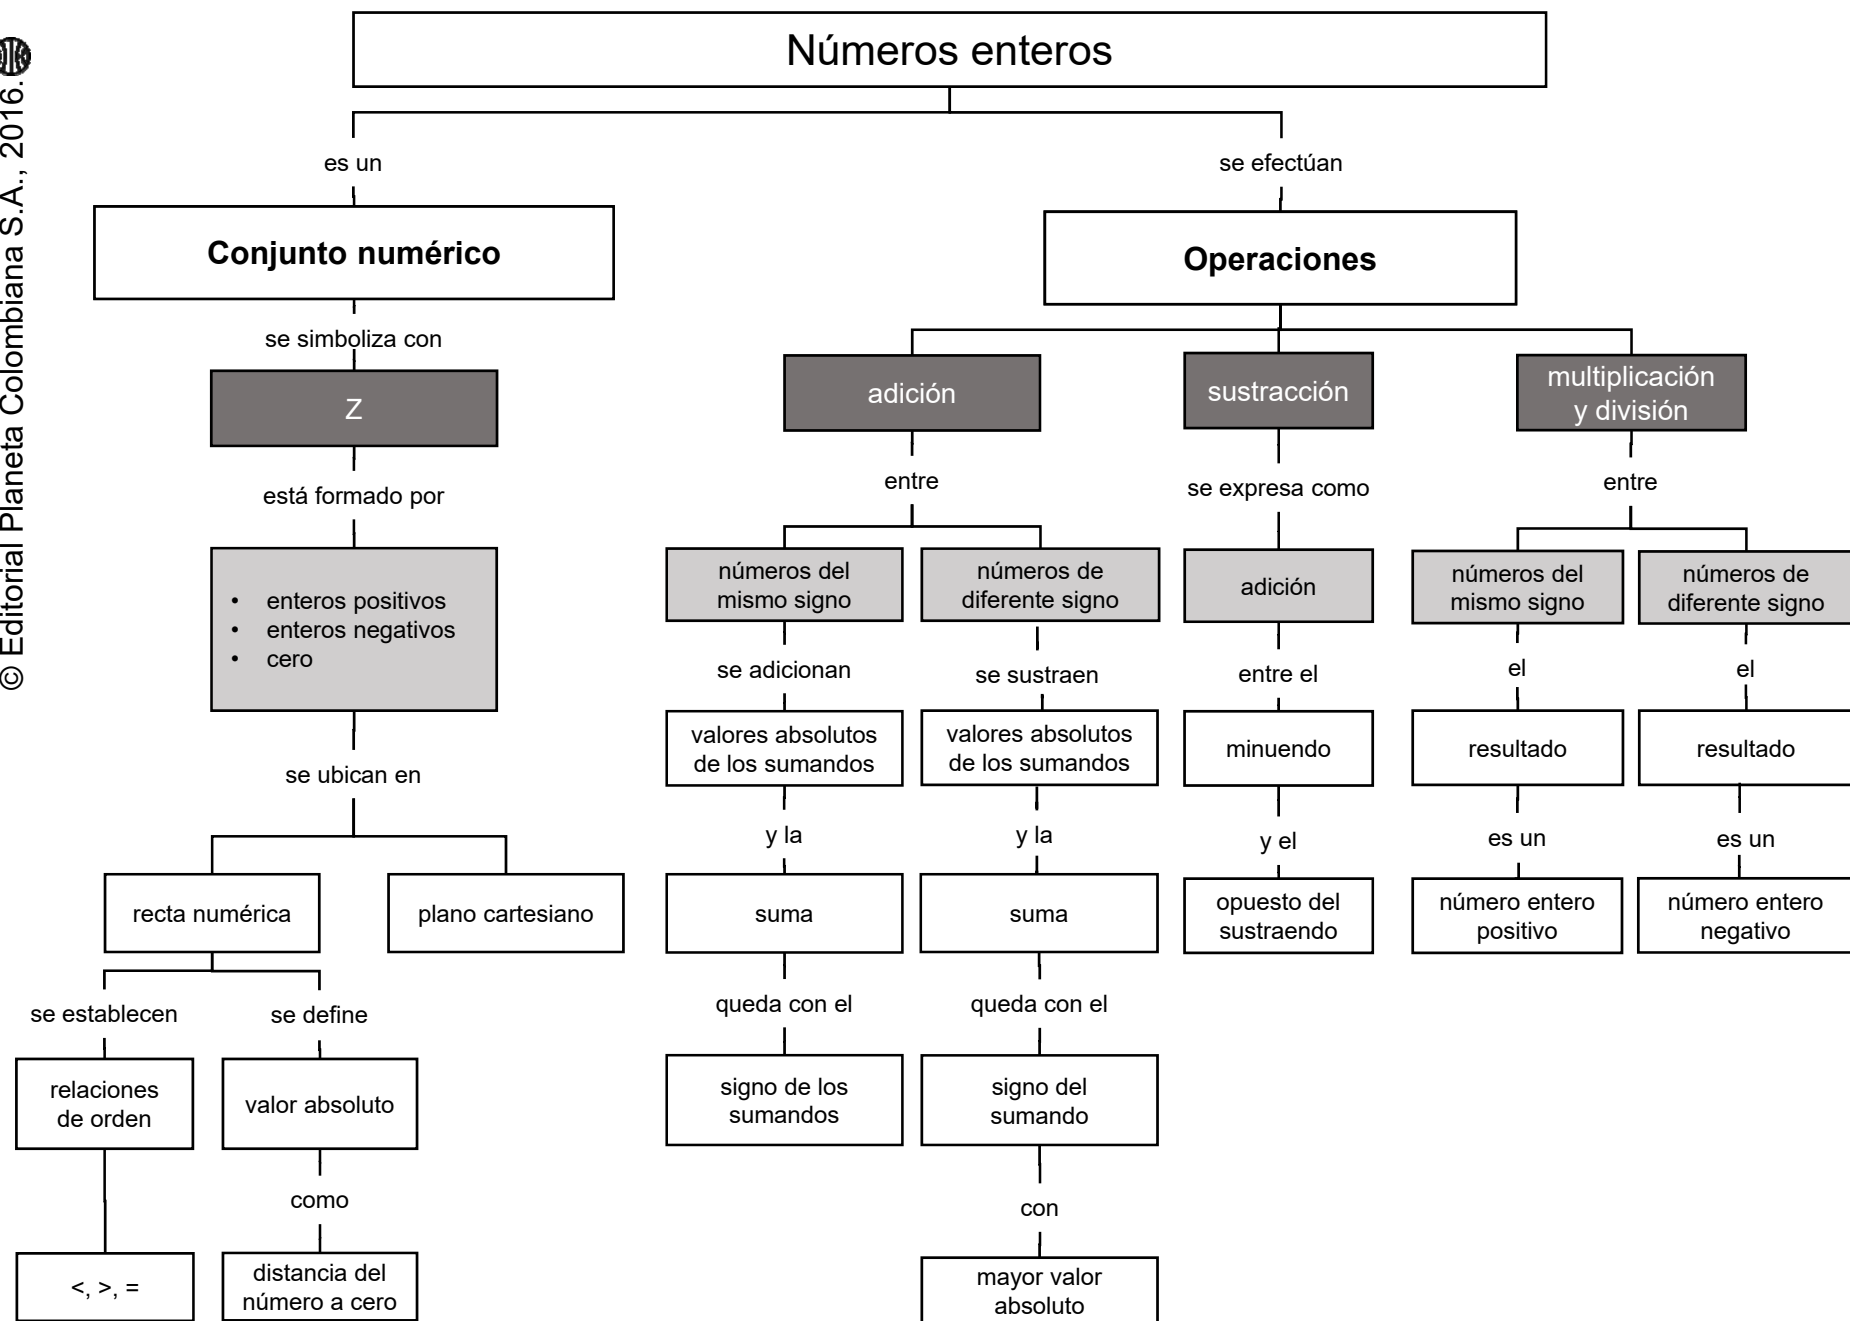 Números enteros
© Editorial Planeta Colombiana S.A., 2016.
es un
Conjunto numérico
se simboliza con
Z
está formado por
• enteros positivos
• enteros negativos
• cero
se ubican en
recta numérica
plano cartesiano
se establecen
relaciones
de orden
<, >, =
se define
valor absoluto
como
distancia del
número a cero
se efectúan
Operaciones
adición
entre
números del
mismo signo
se adicionan
valores absolutos
de los sumandos
y la
suma
queda con el
signo de los
sumandos
números de
diferente signo
se sustraen
valores absolutos
de los sumandos
y la
suma
queda con el
signo del
sumando
con
mayor valor
absoluto
sustracción
se expresa como
adición
entre el
minuendo
y el
opuesto del
sustraendo
multiplicación
y división
entre
números del
mismo signo
el
resultado
es un
número entero
positivo
números de
diferente signo
el
resultado
es un
número entero
negativo